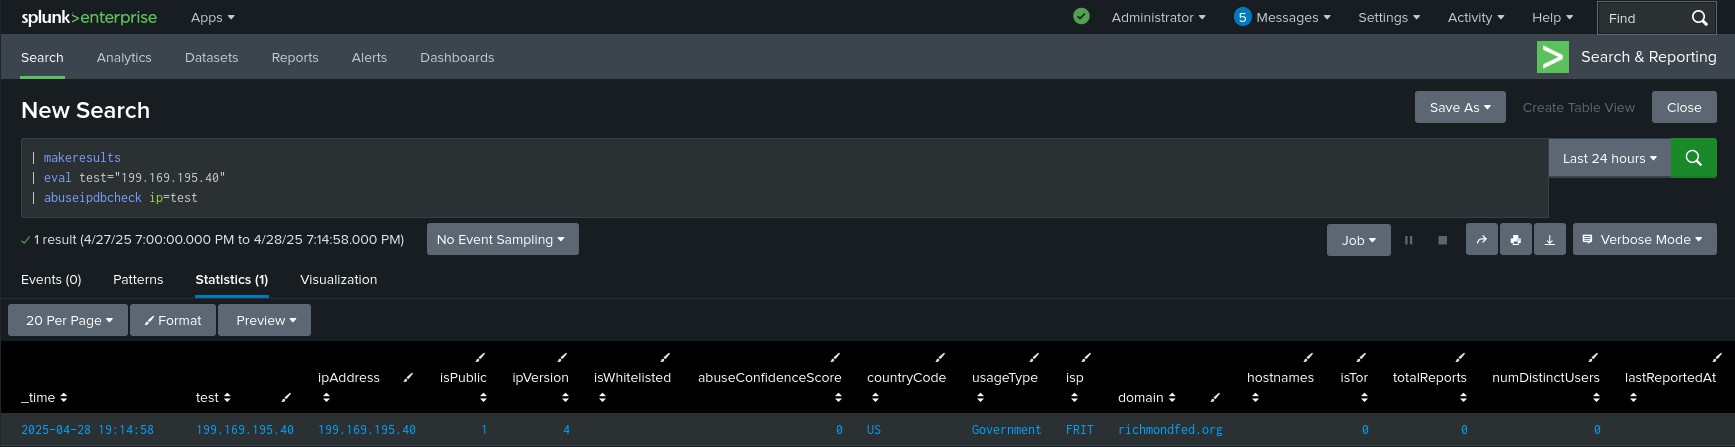 splunk>enterprise Apps Administrator 5 Messages Settings Activity Help Find
Search Analytics Datasets Reports Alerts Dashboards Search & Reporting
New Search Save As Create Table View Close
| makeresults
| eval test="199.169.195.40"
| abuseipdbcheck ip=test
Last 24 hours
1 result (4/27/25 7:00:00.000 PM to 4/28/25 7:14:58.000 PM) No Event Sampling Job Verbose Mode
Events (0) Patterns Statistics (1) Visualization
20 Per Page Format Preview
_time test ipAddress isPublic ipVersion isWhitelisted abuseConfidenceScore countryCode usageType isp domain hostnames isTor totalReports numDistinctUsers lastReportedAt
2025-04-28 19:14:58 199.169.195.40 199.169.195.40 1 4 0 US Government FRIT richmondfed.org 0 0 0